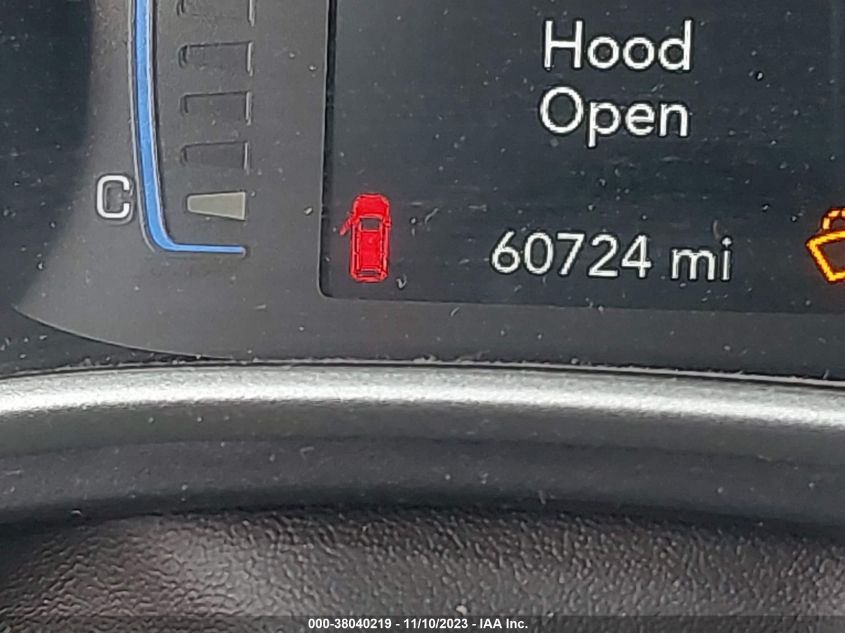 Hood
Open
C
60724 mi
000-38040219 - 11/10/2023 - IAA Inc.